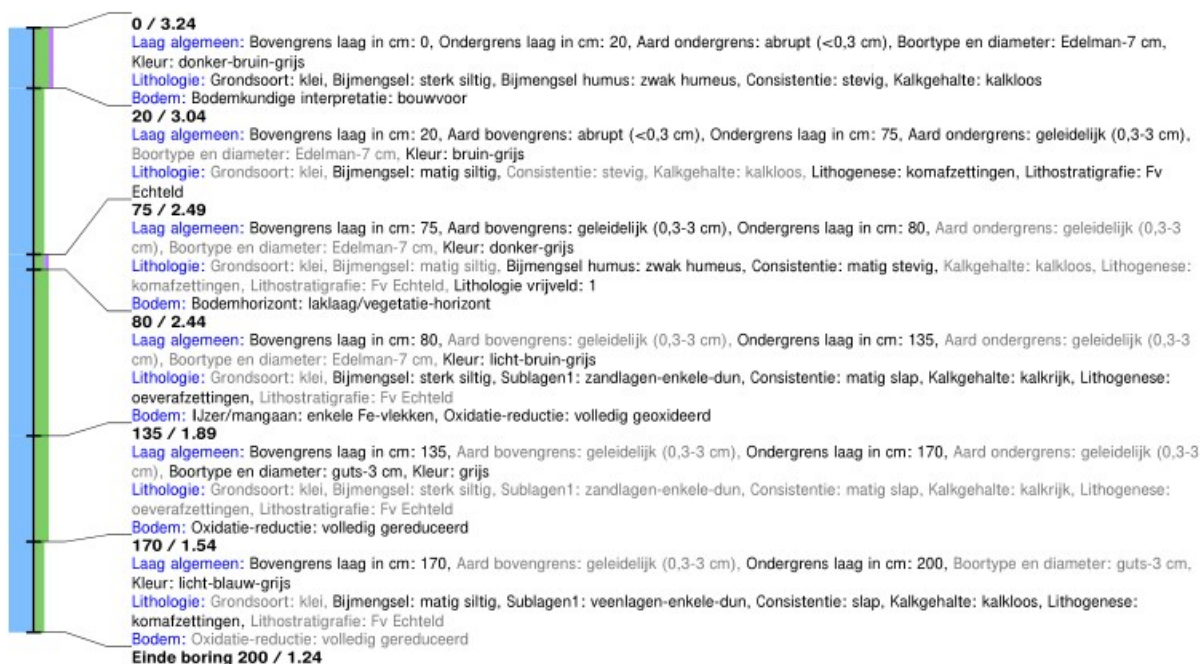 0 / 3.24
Laag algemeen: Bovengrens laag in cm: 0, Ondergrens laag in cm: 20, Aard ondergrens: abrupt (<0,3 cm), Boortype en diameter: Edelman-7 cm,
Kleur: donker-bruin-grijs
Lithologie: Grondsoort: klei, Bijmengsel: sterk siltig, Bijmengsel humus: zwak humeus, Consistentie: stevig, Kalkgehalte: kalkloos
Bodem: Bodemkundige interpretatie: bouwvoor
20 / 3.04
Laag algemeen: Bovengrens laag in cm: 20, Aard bovengrens: abrupt (<0,3 cm), Ondergrens laag in cm: 75, Aard ondergrens: geleidelijk (0,3-3 cm),
Boortype en diameter: Edelman-7 cm, Kleur: bruin-grijs
Lithologie: Grondsoort: klei, Bijmengsel: matig siltig, Consistentie: stevig, Kalkgehalte: kalkloos, Lithogenese: komafzettingen, Lithostratigrafie: Fv
Echteld
75 / 2.49
Laag algemeen: Bovengrens laag in cm: 75, Aard bovengrens: geleidelijk (0,3-3 cm), Ondergrens laag in cm: 80, Aard ondergrens: geleidelijk (0,3-3
cm), Boortype en diameter: Edelman-7 cm, Kleur: donker-grijs
Lithologie: Grondsoort: klei, Bijmengsel: matig siltig, Bijmengsel humus: zwak humeus, Consistentie: matig stevig, Kalkgehalte: kalkloos, Lithogenese:
komafzettingen, Lithostratigrafie: Fv Echteld, Lithologie vrijveld: 1
Bodem: Bodemhorizont: laklaag/vegetatie-horizont
80 / 2.44
Laag algemeen: Bovengrens laag in cm: 80, Aard bovengrens: geleidelijk (0,3-3 cm), Ondergrens laag in cm: 135, Aard ondergrens: geleidelijk (0,3-3
cm), Boortype en diameter: Edelman-7 cm, Kleur: licht-bruin-grijs
Lithologie: Grondsoort: klei, Bijmengsel: sterk siltig, Sublagen1: zandlagen-enkele-dun, Consistentie: matig slap, Kalkgehalte: kalkrijk, Lithogenese:
oeverafzettingen, Lithostratigrafie: Fv Echteld
Bodem: IJzer/mangaan: enkele Fe-vlekken, Oxidatie-reductie: volledig geoxideerd
135 / 1.89
Laag algemeen: Bovengrens laag in cm: 135, Aard bovengrens: geleidelijk (0,3-3 cm), Ondergrens laag in cm: 170, Aard ondergrens: geleidelijk (0,3-3
cm), Boortype en diameter: guts-3 cm, Kleur: grijs
Lithologie: Grondsoort: klei, Bijmengsel: sterk siltig, Sublagen1: zandlagen-enkele-dun, Consistentie: matig slap, Kalkgehalte: kalkrijk, Lithogenese:
oeverafzettingen, Lithostratigrafie: Fv Echteld
Bodem: Oxidatie-reductie: volledig gereduceerd
170 / 1.54
Laag algemeen: Bovengrens laag in cm: 170, Aard bovengrens: geleidelijk (0,3-3 cm), Ondergrens laag in cm: 200, Boortype en diameter: guts-3 cm,
Kleur: licht-blauw-grijs
Lithologie: Grondsoort: klei, Bijmengsel: matig siltig, Sublagen1: veenlagen-enkele-dun, Consistentie: slap, Kalkgehalte: kalkloos, Lithogenese:
komafzettingen, Lithostratigrafie: Fv Echteld
Bodem: Oxidatie-reductie: volledig gereduceerd
Einde boring 200 / 1.24